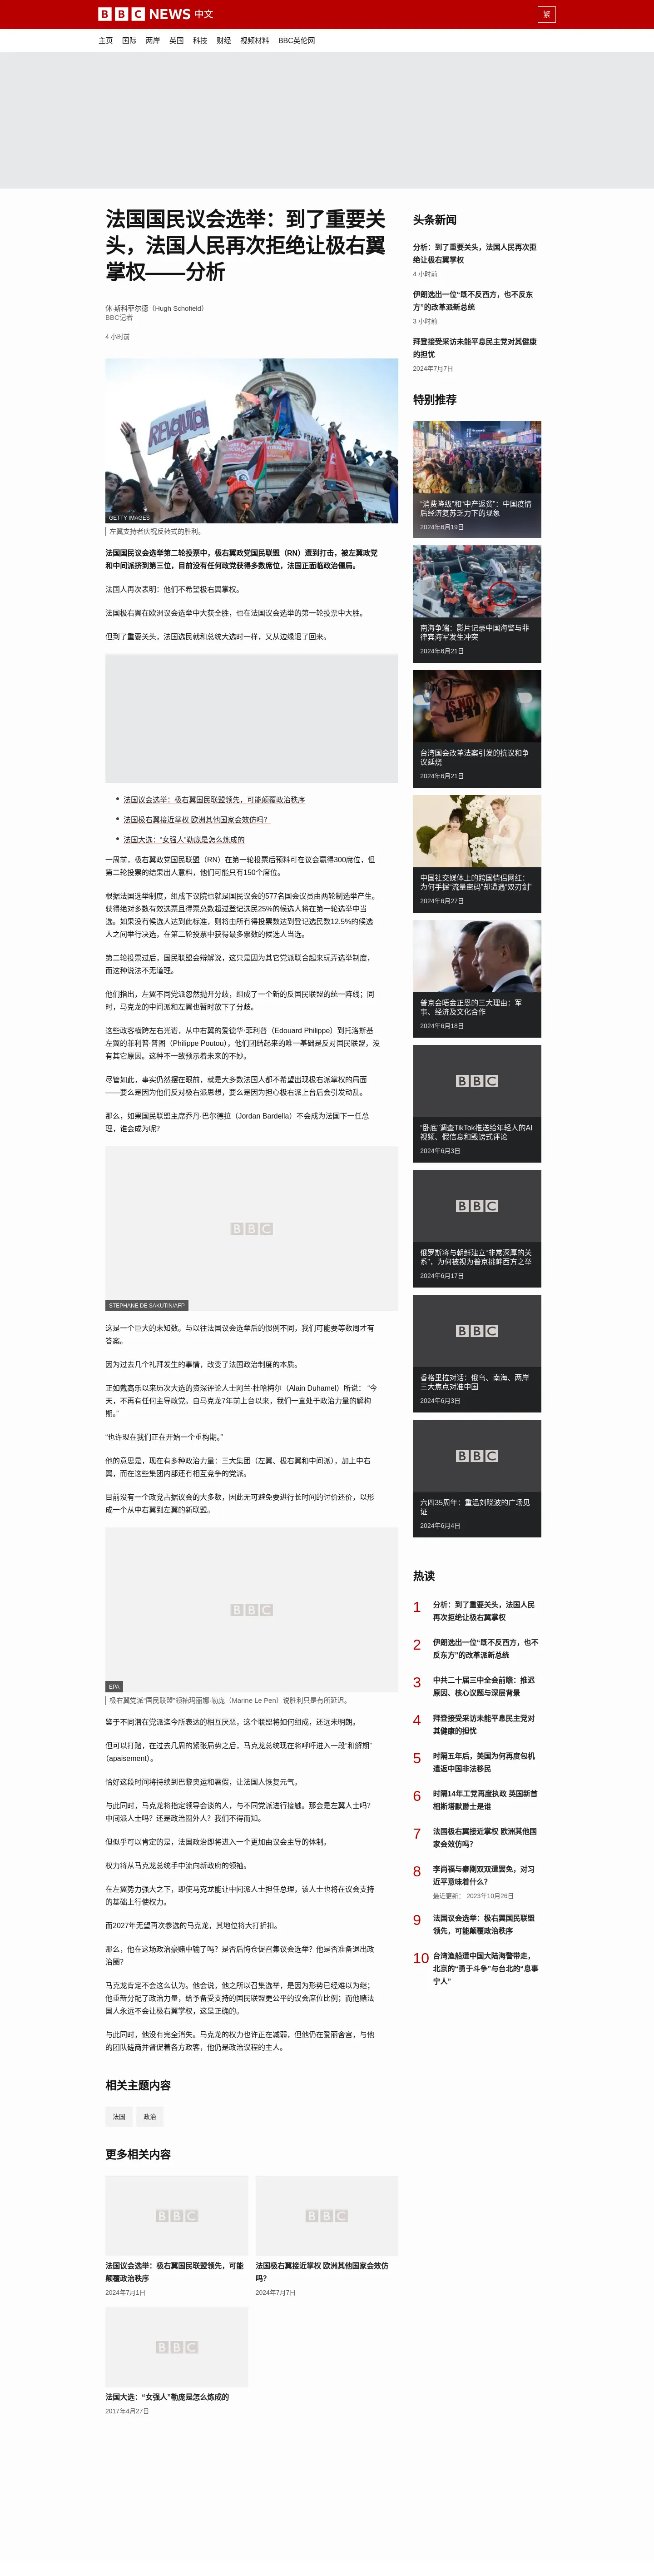 BBC NEWS 中文
繁
主页 国际 两岸 英国 科技 财经 视频材料 BBC英伦网
法国国民议会选举：到了重要关
头，法国人民再次拒绝让极右翼
掌权——分析
休·斯科菲尔德（Hugh Schofield）
BBC记者
4 小时前
REVOLUTION
GETTY IMAGES
左翼支持者庆祝反转式的胜利。
法国国民议会选举第二轮投票中，极右翼政党国民联盟（RN）遭到打击，被左翼政党
和中间派挤到第三位，目前没有任何政党获得多数席位，法国正面临政治僵局。
法国人再次表明：他们不希望极右翼掌权。
法国极右翼在欧洲议会选举中大获全胜，也在法国议会选举的第一轮投票中大胜。
但到了重要关头，法国选民就和总统大选时一样，又从边缘退了回来。
法国议会选举：极右翼国民联盟领先，可能颠覆政治秩序
法国极右翼接近掌权 欧洲其他国家会效仿吗？
法国大选：“女强人”勒庞是怎么炼成的
一周前，极右翼政党国民联盟（RN）在第一轮投票后预料可在议会赢得300席位，但
第二轮投票的结果出人意料，他们可能只有150个席位。
根据法国选举制度，组成下议院也就是国民议会的577名国会议员由两轮制选举产生。
获得绝对多数有效选票且得票总数超过登记选民25%的候选人将在第一轮选举中当
选。如果没有候选人达到此标准，则将由所有得投票数达到登记选民数12.5%的候选
人之间举行决选，在第二轮投票中获得最多票数的候选人当选。
第二轮投票过后，国民联盟会辩解说，这只是因为其它党派联合起来玩弄选举制度，
而这种说法不无道理。
他们指出，左翼不同党派忽然抛开分歧，组成了一个新的反国民联盟的统一阵线；同
时，马克龙的中间派和左翼也暂时放下了分歧。
这些政客横跨左右光谱，从中右翼的爱德华·菲利普（Edouard Philippe）到托洛斯基
左翼的菲利普·普图（Philippe Poutou），他们团结起来的唯一基础是反对国民联盟，没
有其它原因。这种不一致预示着未来的不妙。
尽管如此，事实仍然摆在眼前，就是大多数法国人都不希望出现极右派掌权的局面
——要么是因为他们反对极右派思想，要么是因为担心极右派上台后会引发动乱。
那么，如果国民联盟主席乔丹·巴尔德拉（Jordan Bardella）不会成为法国下一任总
理，谁会成为呢？
BBC
STEPHANE DE SAKUTIN/AFP
这是一个巨大的未知数。与以往法国议会选举后的惯例不同，我们可能要等数周才有
答案。
因为过去几个礼拜发生的事情，改变了法国政治制度的本质。
正如戴高乐以来历次大选的资深评论人士阿兰·杜哈梅尔（Alain Duhamel）所说： “今
天，不再有任何主导政党。自马克龙7年前上台以来，我们一直处于政治力量的解构
期。”
“也许现在我们正在开始一个重构期。”
他的意思是，现在有多种政治力量：三大集团（左翼、极右翼和中间派），加上中右
翼，而在这些集团内部还有相互竞争的党派。
目前没有一个政党占据议会的大多数，因此无可避免要进行长时间的讨价还价，以形
成一个从中右翼到左翼的新联盟。
BBC
EPA
极右翼党派“国民联盟”领袖玛丽娜·勒庞（Marine Le Pen）说胜利只是有所延迟。
鉴于不同潜在党派迄今所表达的相互厌恶，这个联盟将如何组成，还远未明朗。
但可以打赌，在过去几周的紧张局势之后，马克龙总统现在将呼吁进入一段“和解期”
（apaisement）。
恰好这段时间将持续到巴黎奥运和暑假，让法国人恢复元气。
与此同时，马克龙将指定领导会谈的人，与不同党派进行接触。那会是左翼人士吗？
中间派人士吗？还是政治圈外人？我们不得而知。
但似乎可以肯定的是，法国政治即将进入一个更加由议会主导的体制。
权力将从马克龙总统手中流向新政府的领袖。
在左翼势力强大之下，即使马克龙能让中间派人士担任总理，该人士也将在议会支持
的基础上行使权力。
而2027年无望再次参选的马克龙，其地位将大打折扣。
那么，他在这场政治豪赌中输了吗？是否后悔仓促召集议会选举？他是否准备退出政
治圈？
马克龙肯定不会这么认为。他会说，他之所以召集选举，是因为形势已经难以为继；
他重新分配了政治力量，给予备受支持的国民联盟更公平的议会席位比例；而他赌法
国人永远不会让极右翼掌权，这是正确的。
与此同时，他没有完全消失。马克龙的权力也许正在减弱，但他仍在爱丽舍宫，与他
的团队磋商并督促着各方政客，他仍是政治议程的主人。
相关主题内容
法国 政治
更多相关内容
BBC
法国议会选举：极右翼国民联盟领先，可能
颠覆政治秩序
2024年7月1日
BBC
法国极右翼接近掌权 欧洲其他国家会效仿
吗？
2024年7月7日
BBC
法国大选：“女强人”勒庞是怎么炼成的
2017年4月27日
头条新闻
分析：到了重要关头，法国人民再次拒
绝让极右翼掌权
4 小时前
伊朗选出一位“既不反西方，也不反东
方”的改革派新总统
3 小时前
拜登接受采访未能平息民主党对其健康
的担忧
2024年7月7日
特别推荐
“消费降级”和“中产返贫”：中国疫情
后经济复苏乏力下的现象
2024年6月19日
南海争端：影片记录中国海警与菲
律宾海军发生冲突
2024年6月21日
IS NOT
台湾国会改革法案引发的抗议和争
议延烧
2024年6月21日
中国社交媒体上的跨国情侣网红：
为何手握“流量密码”却遭遇“双刃剑”
2024年6月27日
普京会晤金正恩的三大理由：军
事、经济及文化合作
2024年6月18日
BBC
“卧底”调查TikTok推送给年轻人的AI
视频、假信息和毁谤式评论
2024年6月3日
BBC
俄罗斯将与朝鲜建立“非常深厚的关
系”，为何被视为普京挑衅西方之举
2024年6月17日
BBC
香格里拉对话：俄乌、南海、两岸
三大焦点对准中国
2024年6月3日
BBC
六四35周年：重温刘晓波的广场见
证
2024年6月4日
热读
1 分析：到了重要关头，法国人民
再次拒绝让极右翼掌权
2 伊朗选出一位“既不反西方，也不
反东方”的改革派新总统
3 中共二十届三中全会前瞻：推迟
原因、核心议题与深层背景
4 拜登接受采访未能平息民主党对
其健康的担忧
5 时隔五年后，美国为何再度包机
遣返中国非法移民
6 时隔14年工党再度执政 英国新首
相斯塔默爵士是谁
7 法国极右翼接近掌权 欧洲其他国
家会效仿吗？
8 李尚福与秦刚双双遭罢免，对习
近平意味着什么？
最近更新： 2023年10月26日
9 法国议会选举：极右翼国民联盟
领先，可能颠覆政治秩序
10 台湾渔船遭中国大陆海警带走，
北京的“勇于斗争”与台北的“息事
宁人”